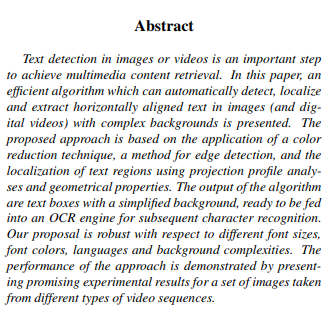 Abstract
Text detection in images or videos is an important step
to achieve multimedia content retrieval. In this paper, an
efficient algorithm which can automatically detect, localize
and extract horizontally aligned text in images (and dig-
ital videos) with complex backgrounds is presented. The
proposed approach is based on the application of a color
reduction technique, a method for edge detection, and the
localization of text regions using projection profile analy-
ses and geometrical properties. The output of the algorithm
are text boxes with a simplified background, ready to be fed
into an OCR engine for subsequent character recognition.
Our proposal is robust with respect to different font sizes,
font colors, languages and background complexities. The
performance of the approach is demonstrated by present-
ing promising experimental results for a set of images taken
from different types of video sequences.